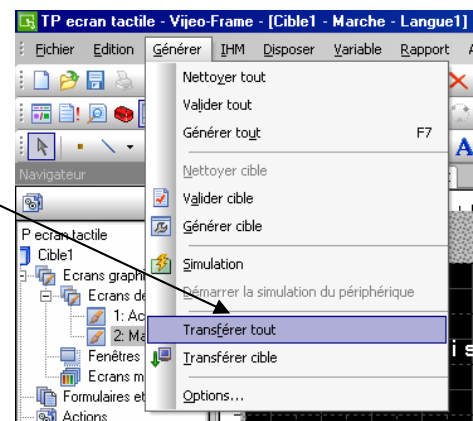 TP ecran tactile - Vijeo-Frame - [Cible1 - Marche - Langue1]
Fichier Edition Générer IHM Disposer Variable Rapport
Nettoyer tout
Valider tout
Générer tout F7
Navigateur
Nettoyer cible
Valider cible
Générer cible
P ecran tactile
Cible1
Ecrans graphi
Simulation
Ecrans de
Démarrer la simulation du périphérique
1: Ac
2: Ma
Transférer tout
Fenêtres
Transférer cible
Ecrans m
Formulaires et
Options...
Actions
i s